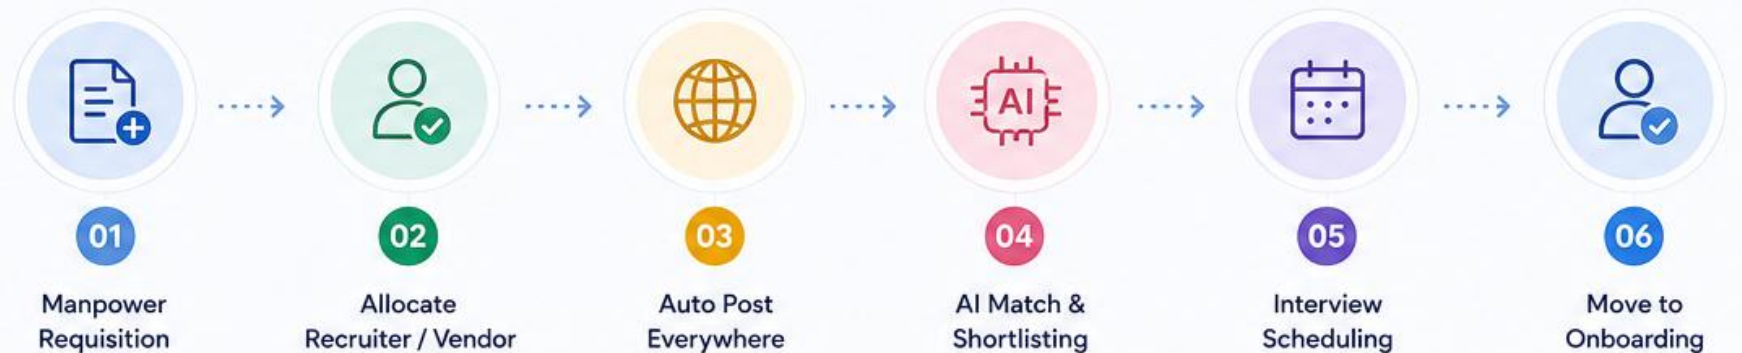 AI
01
02
03
04
05
06
Manpower
Requisition
Allocate
Recruiter / Vendor
Auto Post
Everywhere
AI Match &
Shortlisting
Interview
Scheduling
Move to
Onboarding